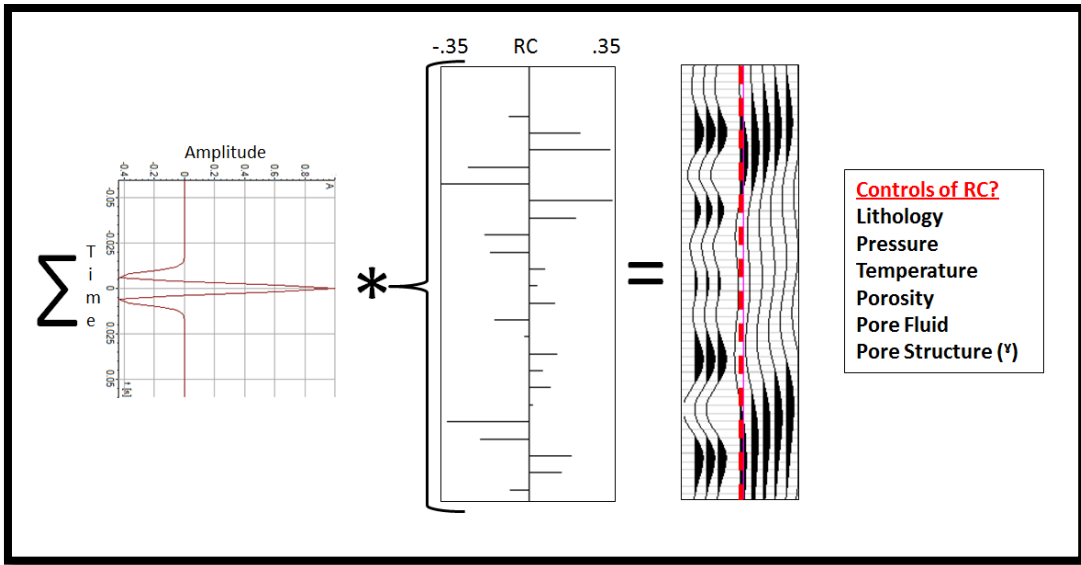 -.35 RC .35
Amplitude
-0.4 -0.2 0 0.2 0.4 0.6 0.8
A
-0.05
-0.025
0
0.025
0.05
t [s]
∑
T
i
m
e
*
=
Controls of RC?
Lithology
Pressure
Temperature
Porosity
Pore Fluid
Pore Structure (ɣ)